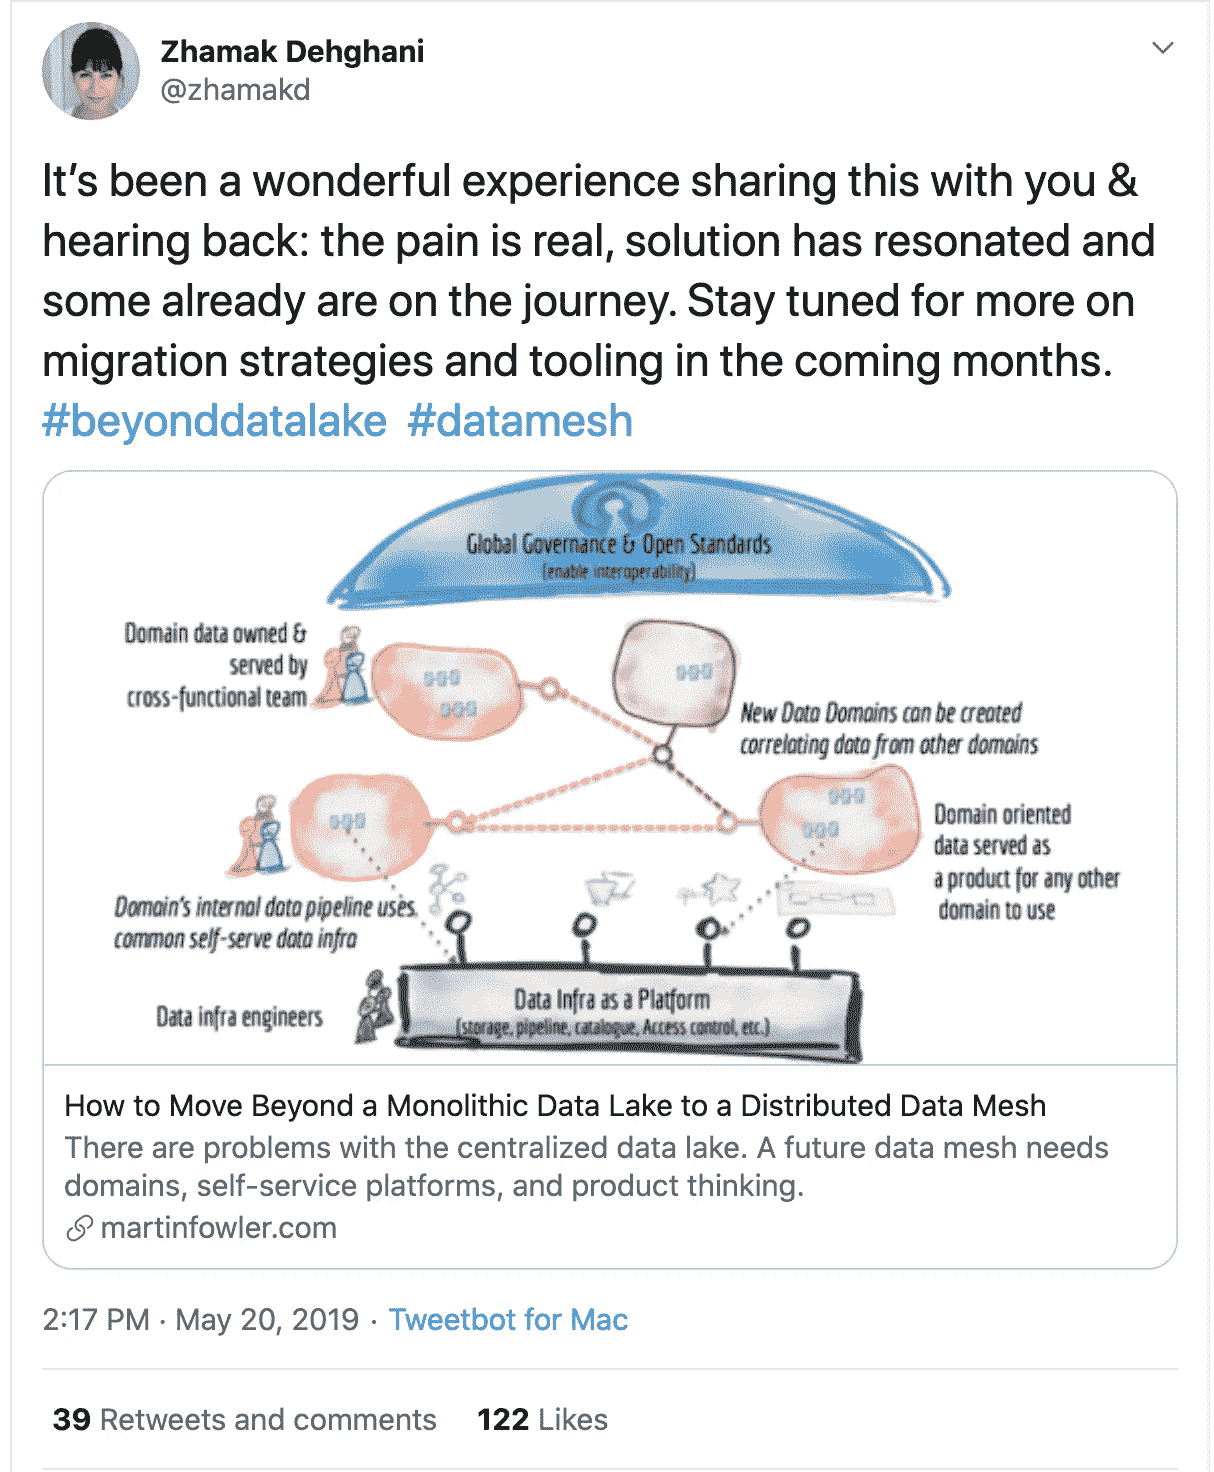 Zhamak Dehghani
@zhamakd
It’s been a wonderful experience sharing this with you &
hearing back: the pain is real, solution has resonated and
some already are on the journey. Stay tuned for more on
migration strategies and tooling in the coming months.
#beyonddatalake #datamesh
Global Governance & Open Standards
(enable interoperability)
Domain data owned &
served by
cross-functional team
New Data Domains can be created
correlating data from other domains
Domain oriented
data served as
a product for any other
domain to use
Domain's internal data pipeline uses
common self-serve data infra
Data infra engineers
Data Infra as a Platform
(storage, pipeline, catalogue, Access control, etc.)
How to Move Beyond a Monolithic Data Lake to a Distributed Data Mesh
There are problems with the centralized data lake. A future data mesh needs
domains, self-service platforms, and product thinking.
martinfowler.com
2:17 PM · May 20, 2019 · Tweetbot for Mac
39 Retweets and comments 122 Likes